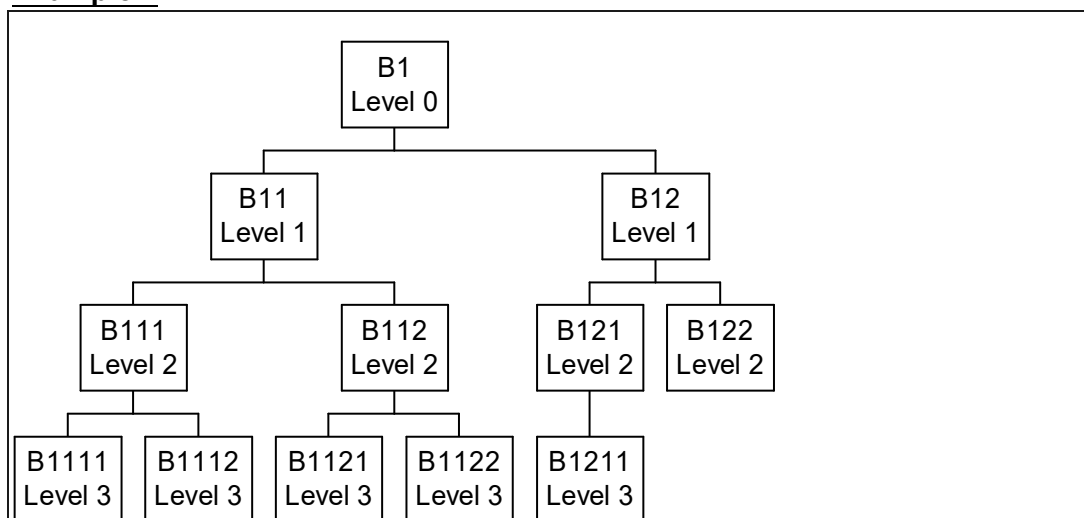 B1
Level 0
B11
Level 1
B12
Level 1
B111
Level 2
B112
Level 2
B121
Level 2
B122
Level 2
B1111
Level 3
B1112
Level 3
B1121
Level 3
B1122
Level 3
B1211
Level 3